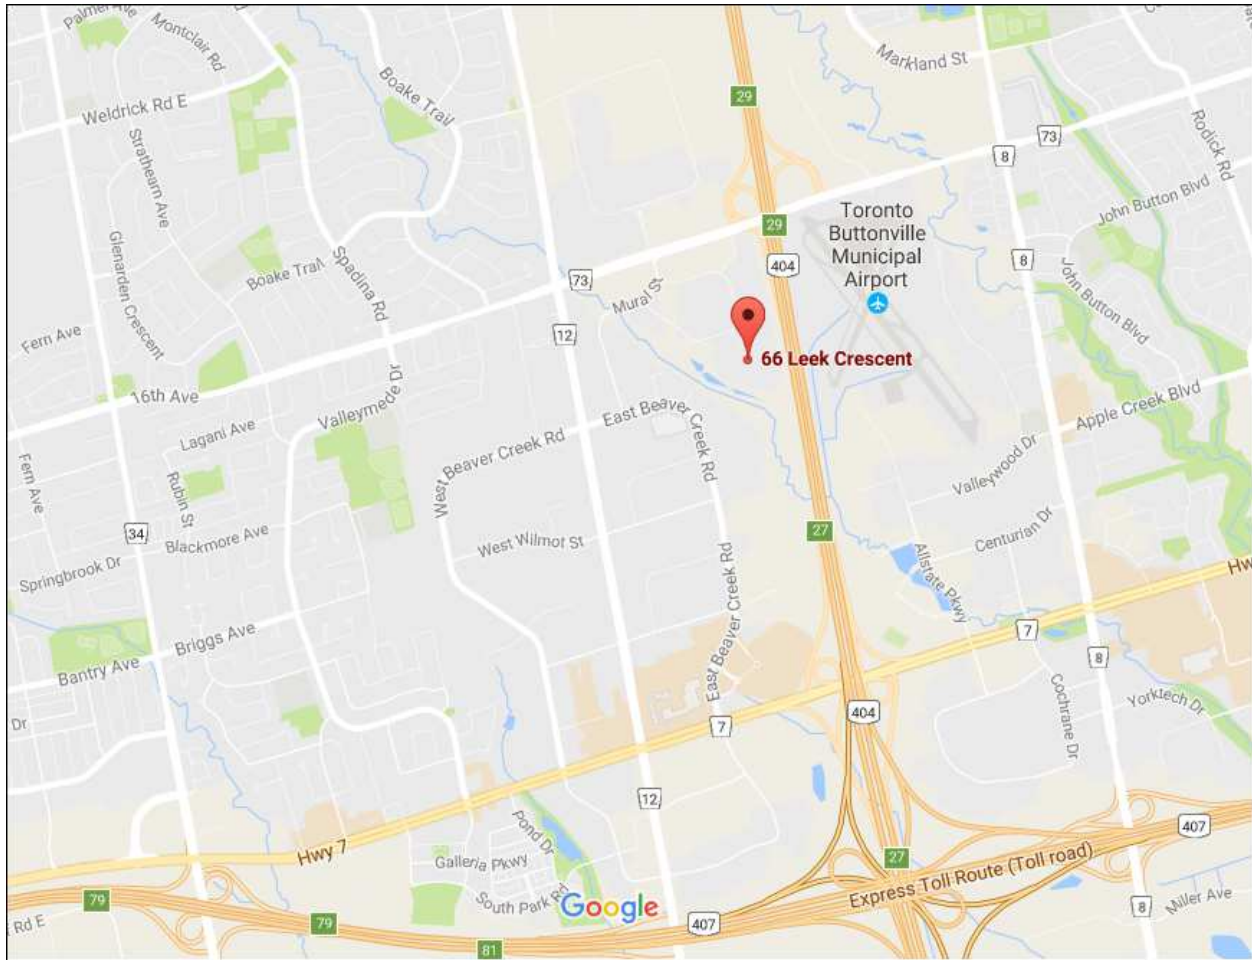 Palmer Ave
Montclair Rd
Markland St
Boake Trail
Weldrick Rd E
29
73
8
Rodick Rd
Strathearn Ave
John Button Blvd
Toronto
Buttonville
Municipal
Airport
29
404
Glenarden Crescent
Boake Trail
Spadina Rd
73
Mural St
8
John Button Blvd
Fern Ave
12
66 Leek Crescent
16th Ave
Valleymede Dr
Lagani Ave
East Beaver Creek Rd
Apple Creek Blvd
West Beaver Creek Rd
Valleywood Dr
Fern Ave
Rubin St
34
Blackmore Ave
West Wilmot St
27
Centurian Dr
Springbrook Dr
Allstate Pkwy
East Beaver Creek Rd
Hw
Briggs Ave
7
Bantry Ave
8
Dr
Cochrane Dr
Yorktech Dr
7
404
12
Pond Dr
407
Hwy 7
Galleria Pkwy
27
Express Toll Route (Toll road)
South Park Rd
Google
79
79
81
407
8
Miller Ave
Rd E